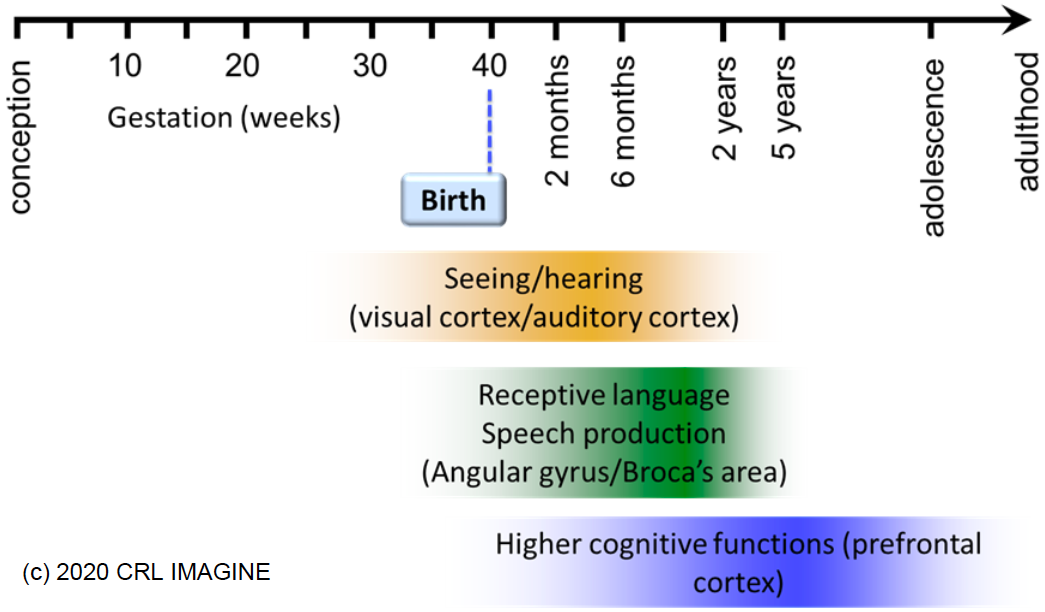 10
20
30
40
conception
Gestation (weeks)
2 months
6 months
2 years
5 years
adolescence
adulthood
Birth
Seeing/hearing
(visual cortex/auditory cortex)
Receptive language
Speech production
(Angular gyrus/Broca’s area)
Higher cognitive functions (prefrontal
cortex)
(c) 2020 CRL IMAGINE